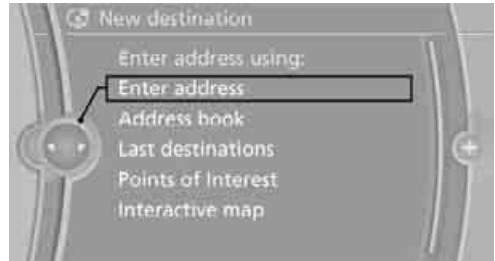 New destination
Enter address using:
Enter address
Address book
Last destinations
Points of Interest
Interactive map